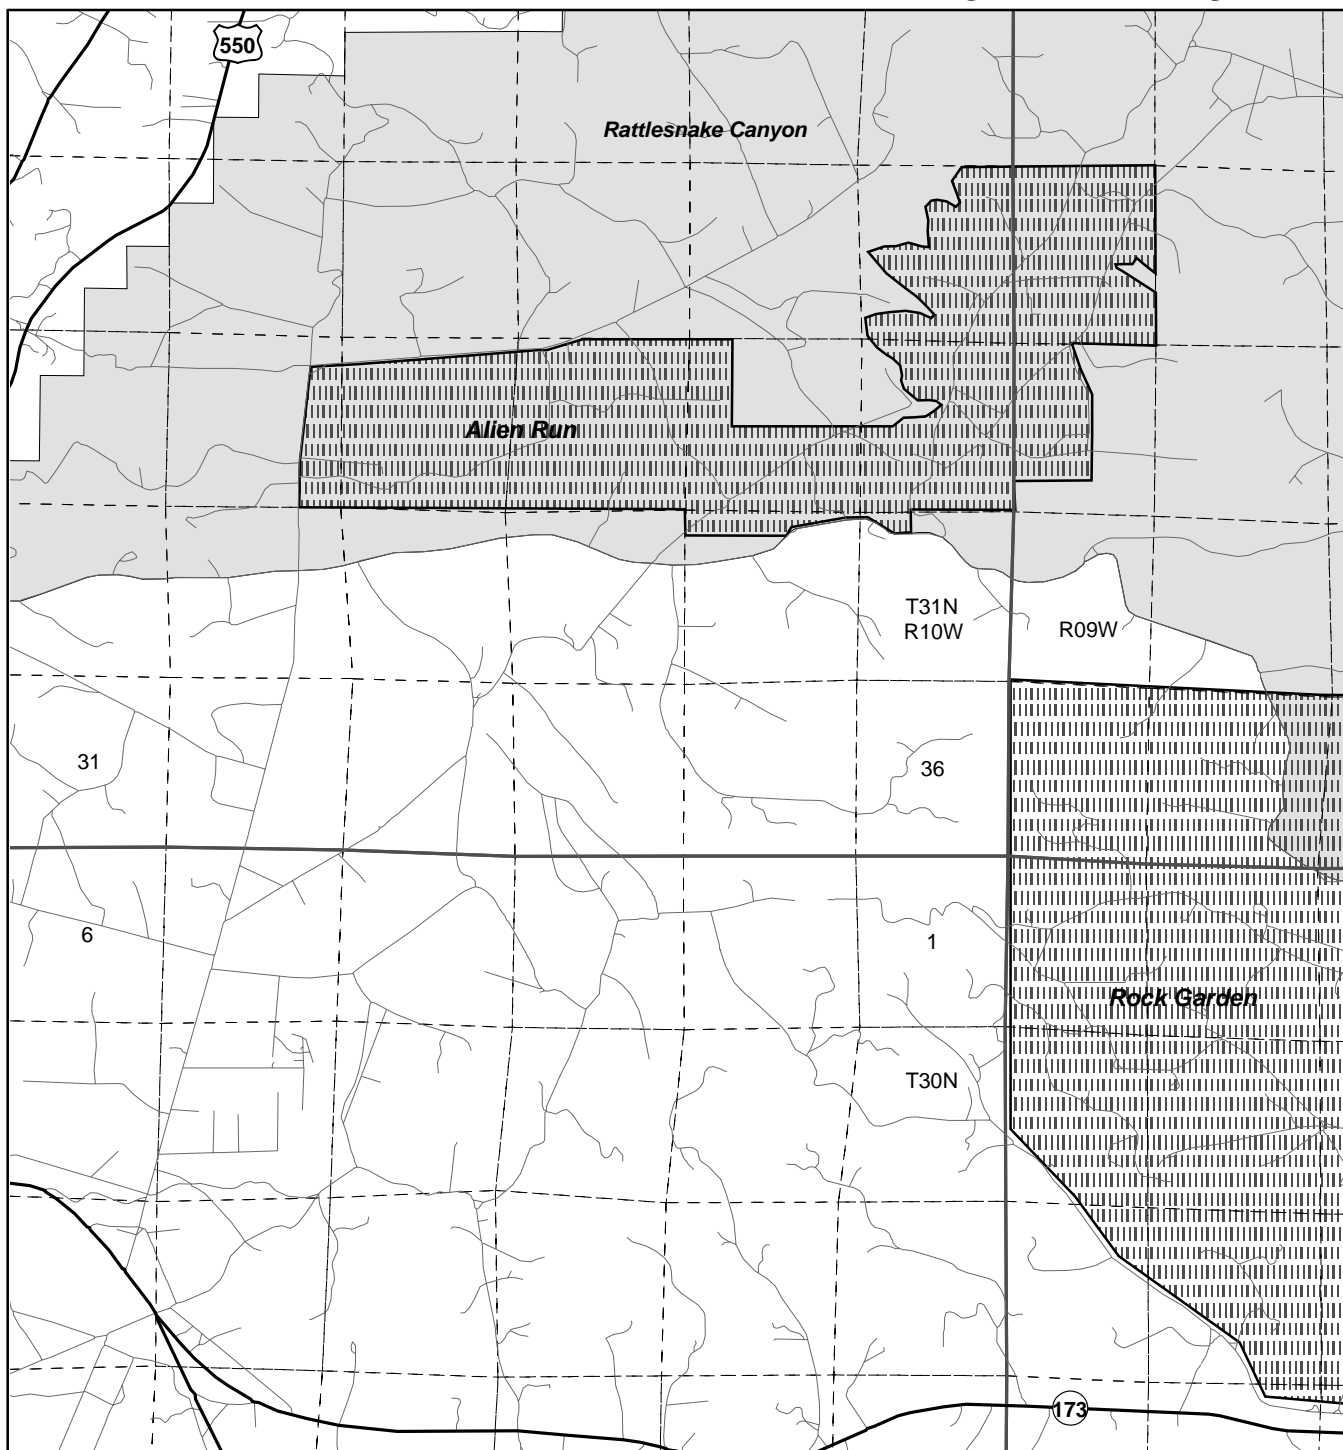 550
Rattlesnake Canyon
Alien Run
T31N
R10W
R09W
31
36
6
1
Rock Garden
T30N
173